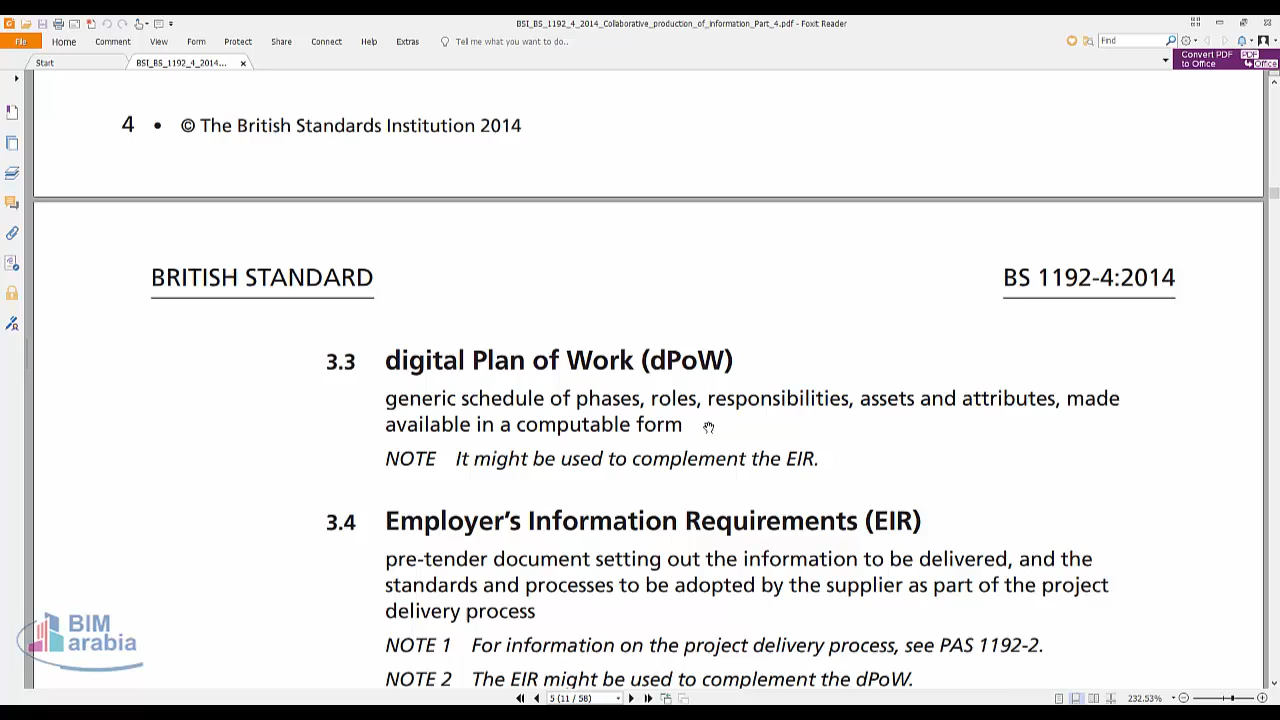 BSI_BS_1192_4_2014_Collaborative_production_of_information_Part_4.pdf - Foxit Reader
File Home Comment View Form Protect Share Connect Help Extras Tell me what you want to do.. Find
Start BSI_BS_1192_4_2014... Convert PDF to Office PDF Office
4 • © The British Standards Institution 2014
BRITISH STANDARD BS 1192-4:2014
3.3 digital Plan of Work (dPoW)
generic schedule of phases, roles, responsibilities, assets and attributes, made
available in a computable form
NOTE It might be used to complement the EIR.
3.4 Employer's Information Requirements (EIR)
pre-tender document setting out the information to be delivered, and the
standards and processes to be adopted by the supplier as part of the project
delivery process
NOTE 1 For information on the project delivery process, see PAS 1192-2.
NOTE 2 The EIR might be used to complement the dPoW.
BIM
arabia
5 (11 / 58) 232.53%